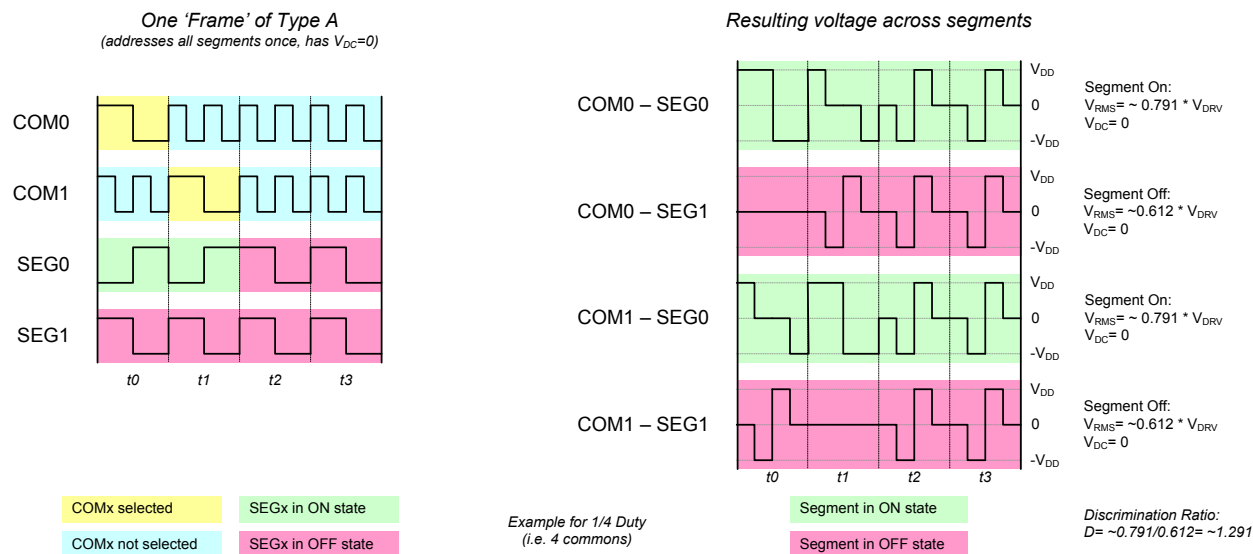 One ‘Frame’ of Type A
(addresses all segments once, has VDC=0)
COM0
COM1
SEG0
SEG1
t0 t1 t2 t3
COMx selected
SEGx in ON state
COMx not selected
SEGx in OFF state
Resulting voltage across segments
COM0 – SEG0
VDD
0
-VDD
Segment On:
VRMS= ~ 0.791 * VDRV
VDC= 0
COM0 – SEG1
VDD
0
-VDD
Segment Off:
VRMS= ~0.612 * VDRV
VDC= 0
COM1 – SEG0
VDD
0
-VDD
Segment On:
VRMS= ~ 0.791 * VDRV
VDC= 0
COM1 – SEG1
VDD
0
-VDD
Segment Off:
VRMS= ~0.612 * VDRV
VDC= 0
t0 t1 t2 t3
Example for 1/4 Duty
(i.e. 4 commons)
Segment in ON state
Segment in OFF state
Discrimination Ratio:
D= ~0.791/0.612= ~1.291